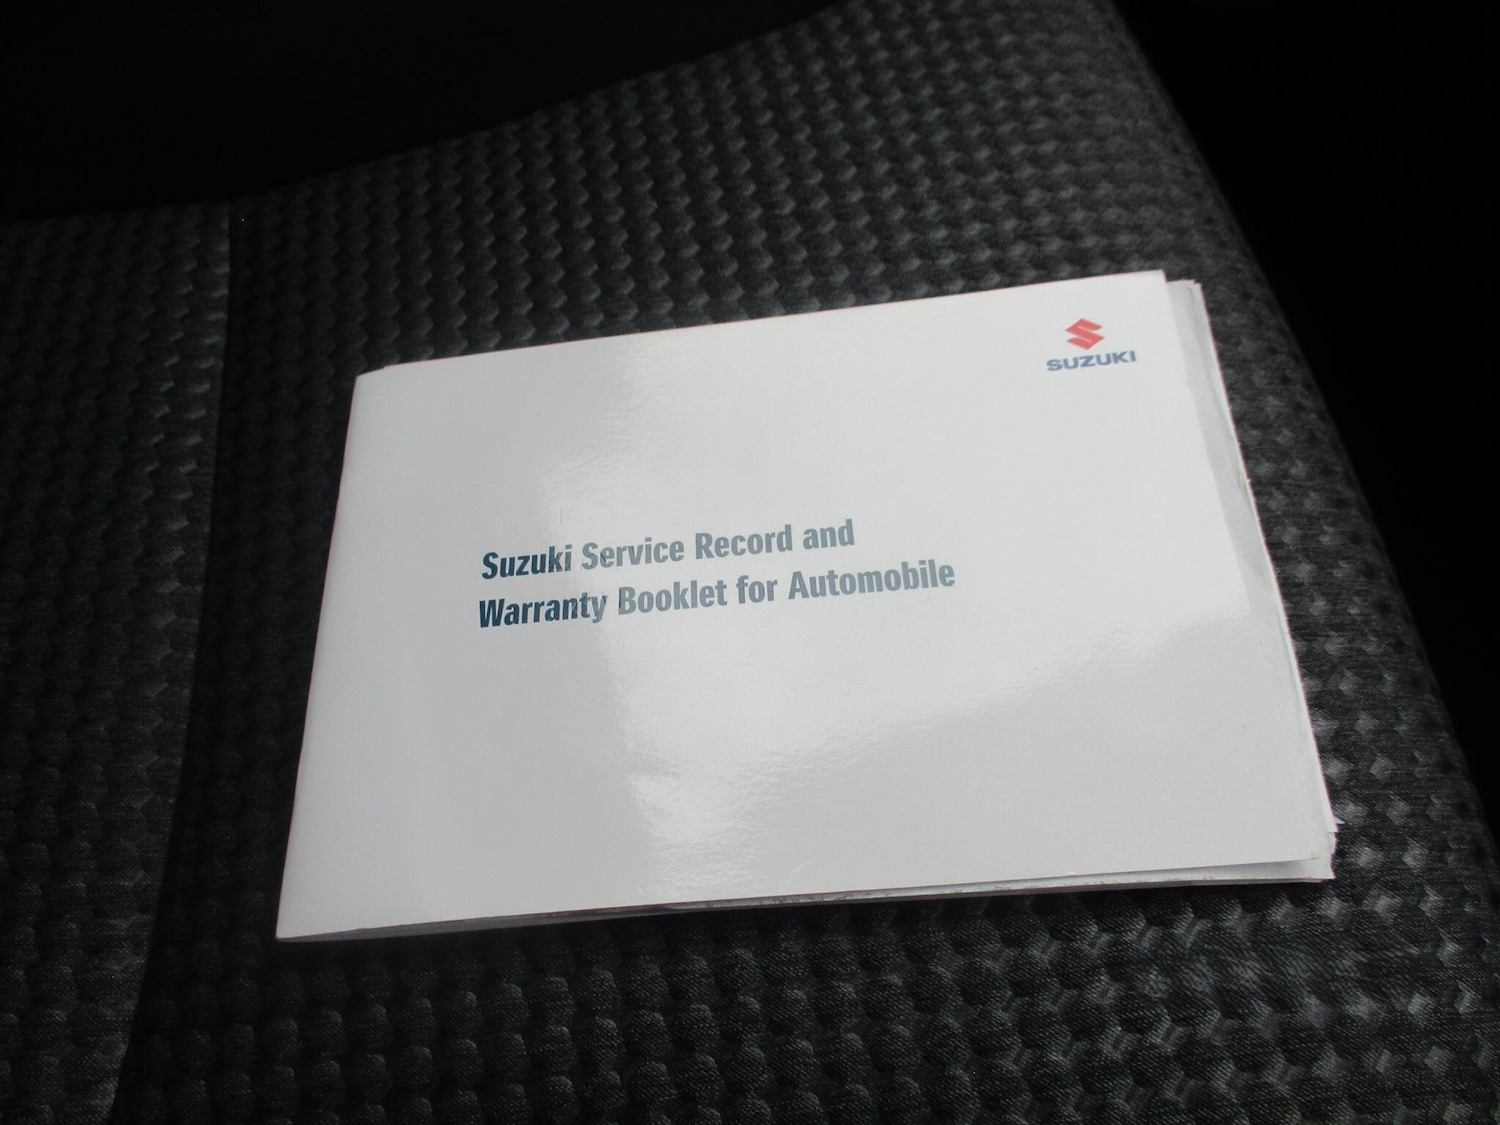 SUZUKI
Suzuki Service Record and
Warranty Booklet for Automobile